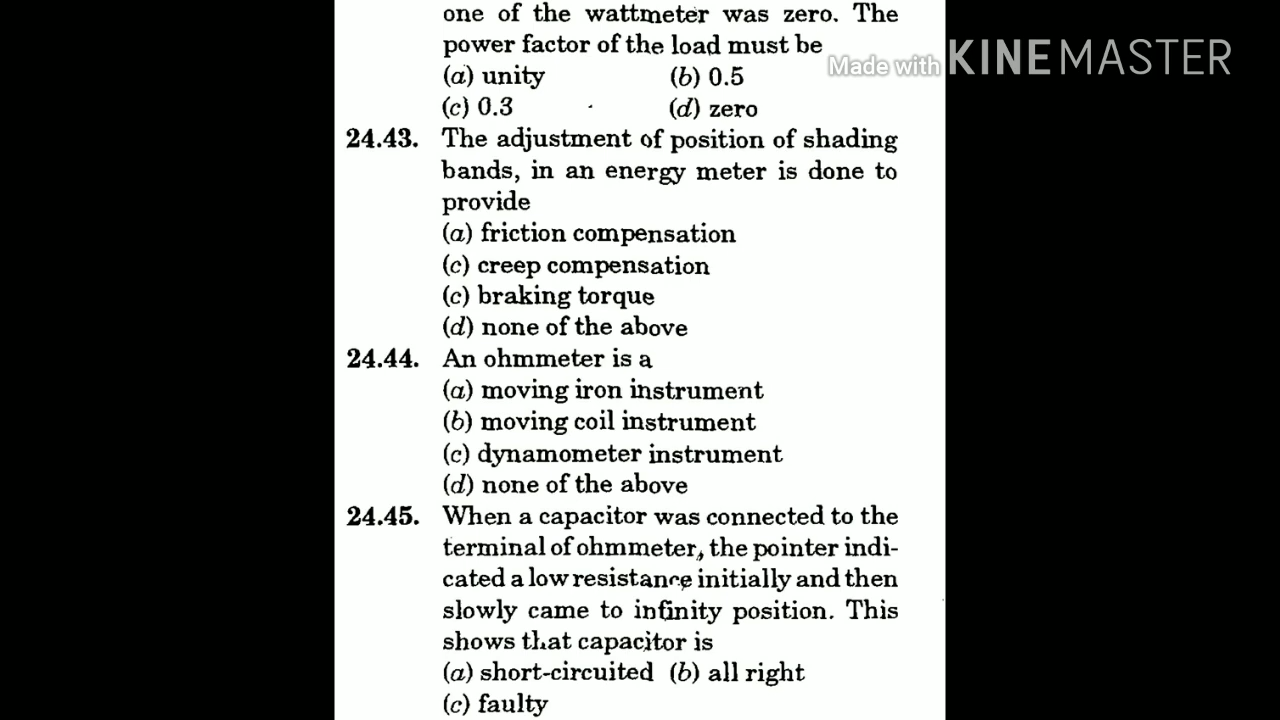 one of the wattmeter was zero. The
power factor of the load must be
Made with KINEMASTER
(a) unity (b) 0.5
(c) 0.3 (d) zero
24.43. The adjustment of position of shading
bands, in an energy meter is done to
provide
(a) friction compensation
(c) creep compensation
(c) braking torque
(d) none of the above
24.44. An ohmmeter is a
(a) moving iron instrument
(b) moving coil instrument
(c) dynamometer instrument
(d) none of the above
24.45. When a capacitor was connected to the
terminal of ohmmeter, the pointer indi-
cated a low resistance initially and then
slowly came to infinity position. This
shows that capacitor is
(a) short-circuited (b) all right
(c) faulty